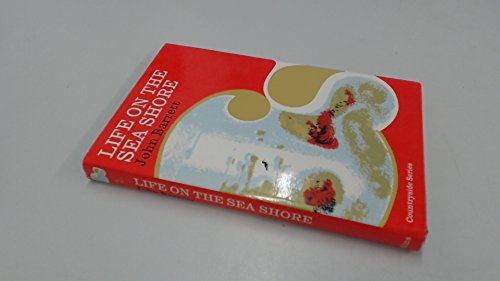 LIFE ON THE
SEA SHORE
John Barrett
Countryside Series
LIFE ON THE SEA SHORE